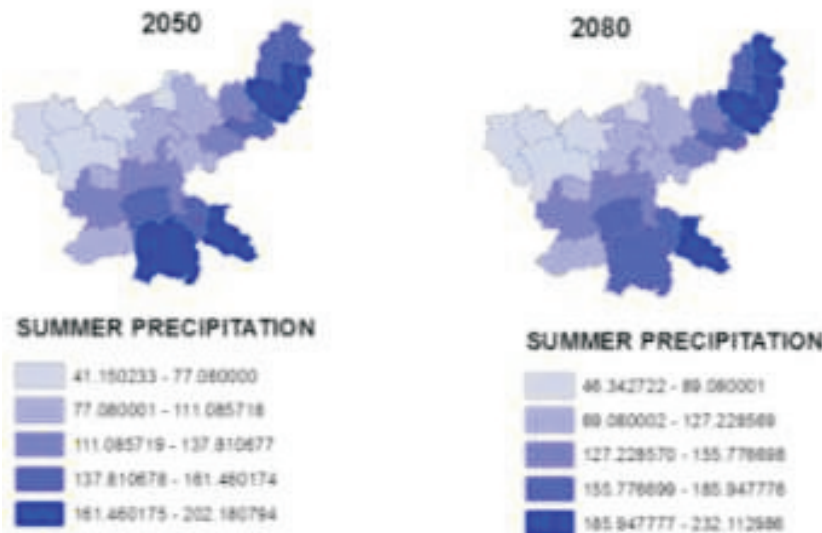 2050
SUMMER PRECIPITATION
41.150233 - 77.080000
77.080001 - 111.085718
111.085719 - 137.810677
137.810678 - 161.460174
161.460175 - 202.180794
2080
SUMMER PRECIPITATION
46.342722 - 89.080001
89.080002 - 127.228569
127.228570 - 155.776698
155.776699 - 185.947776
185.947777 - 232.112986